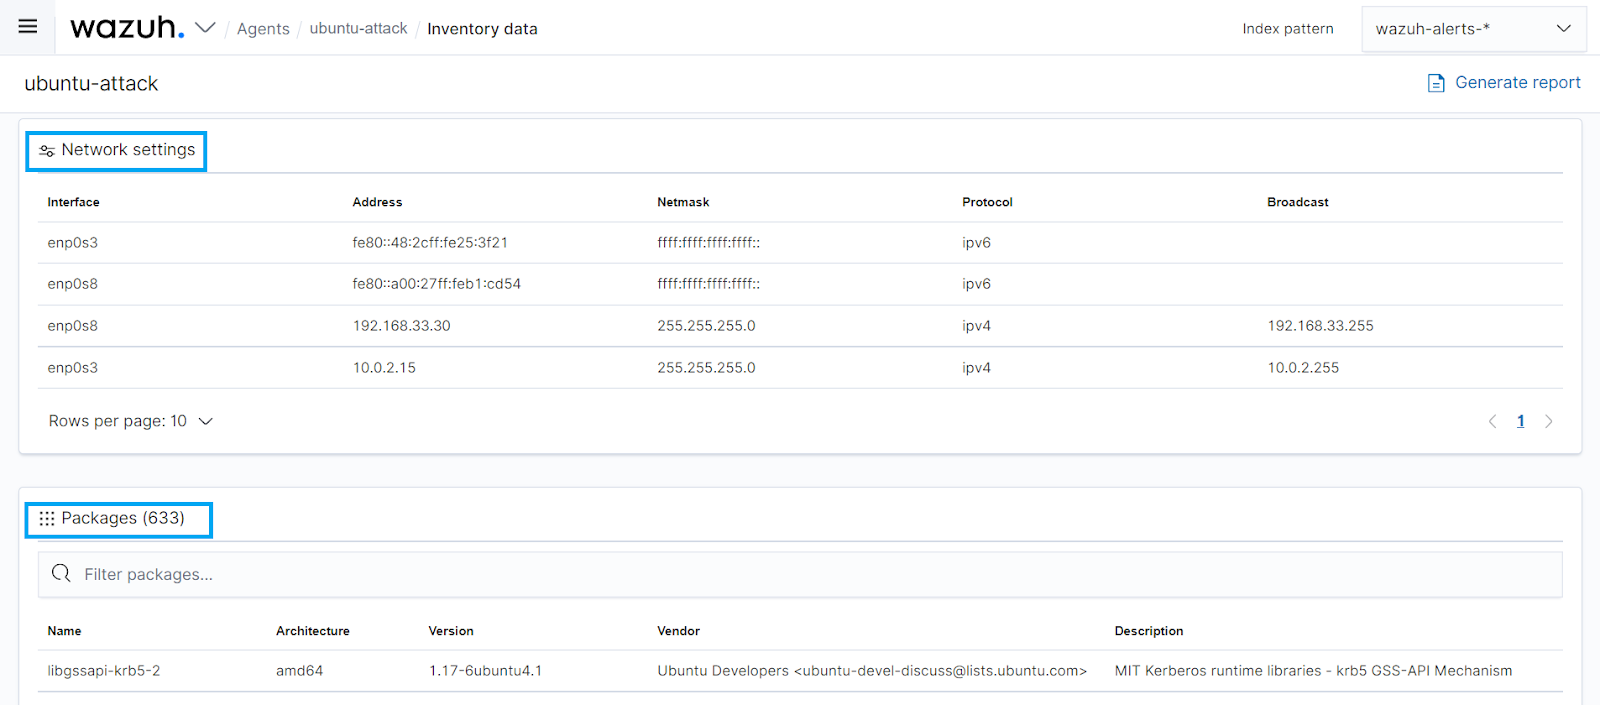 wazuh. / Agents / ubuntu-attack / Inventory data Index pattern wazuh-alerts-*
ubuntu-attack Generate report
Network settings
Interface Address Netmask Protocol Broadcast
enp0s3 fe80::48:2cff:fe25:3f21 ffff:ffff:ffff:ffff:: ipv6
enp0s8 fe80::a00:27ff:feb1:cd54 ffff:ffff:ffff:ffff:: ipv6
enp0s8 192.168.33.30 255.255.255.0 ipv4 192.168.33.255
enp0s3 10.0.2.15 255.255.255.0 ipv4 10.0.2.255
Rows per page: 10 1
Packages (633)
Filter packages...
Name Architecture Version Vendor Description
libgssapi-krb5-2 amd64 1.17-6ubuntu4.1 Ubuntu Developers <ubuntu-devel-discuss@lists.ubuntu.com> MIT Kerberos runtime libraries - krb5 GSS-API Mechanism